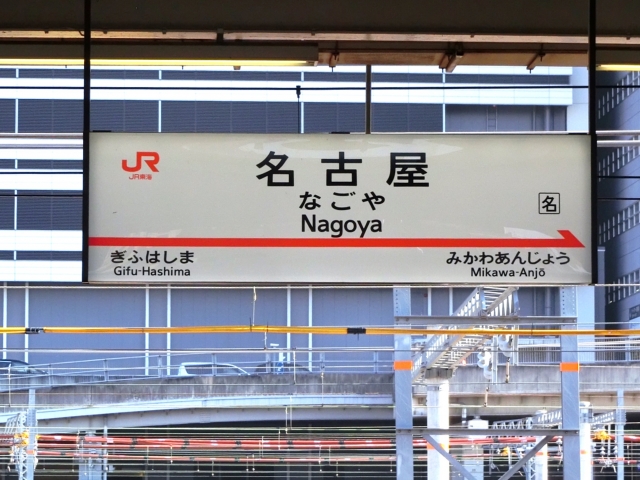 JR
JR東海
名古屋
なごや
Nagoya
名
ぎふはしま
Gifu-Hashima
みかわあんじょう
Mikawa-Anjō